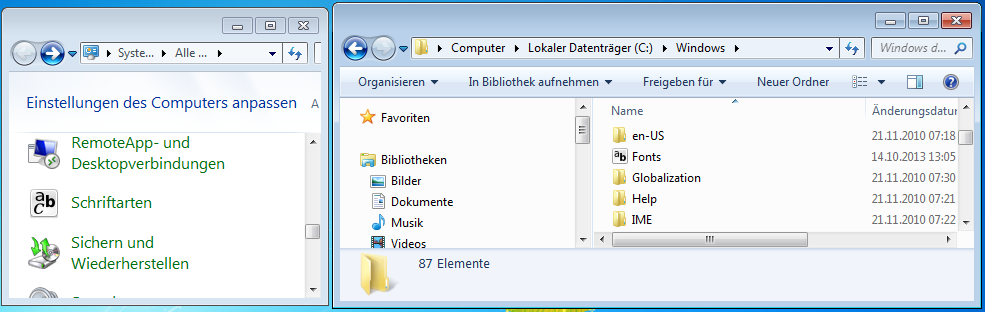 Syste... Alle ...
Einstellungen des Computers anpassen A
RemoteApp- und
Desktopverbindungen
abc
Schriftarten
Sichern und
Wiederherstellen
Computer Lokaler Datenträger (C:) Windows
Windows d...
Organisieren In Bibliothek aufnehmen Freigeben für Neuer Ordner
Favoriten
Bibliotheken
Bilder
Dokumente
Musik
Videos
Name Änderungsdatur
en-US 21.11.2010 07:18
ab Fonts 14.10.2013 13:05
Globalization 21.11.2010 07:30
Help 21.11.2010 07:21
IME 21.11.2010 07:22
87 Elemente